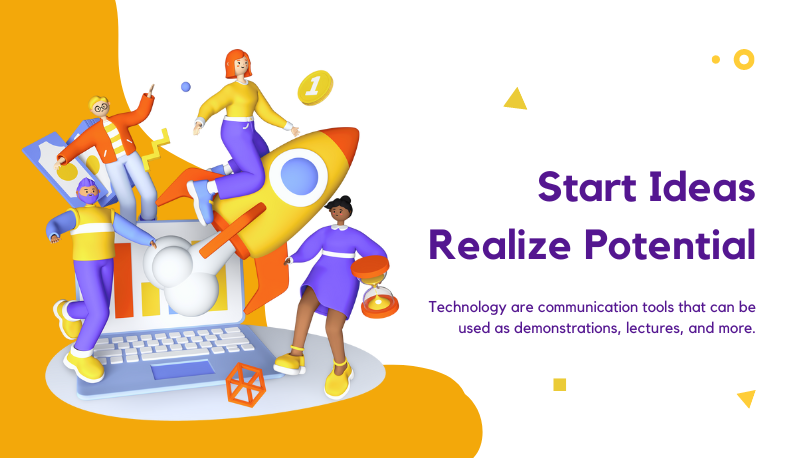 1
Start Ideas
Realize Potential
Technology are communication tools that can be
used as demonstrations, lectures, and more.